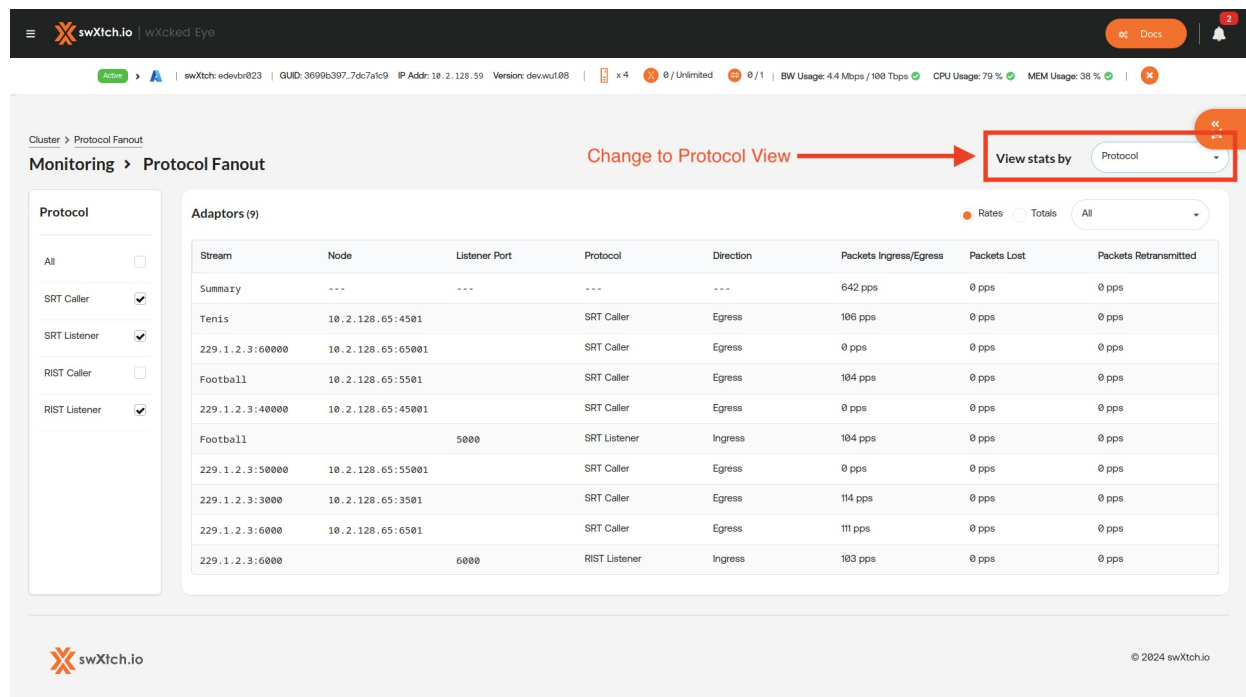 swXtch.io | wXcked Eye
Docs
2
Active > | swXtch: edevbr023 | GUID: 3699b397...7dc7a1c9 IP Addr: 10.2.128.59 Version: dev.wu1.08 | x 4 0 / Unlimited 0 / 1 | BW Usage: 4.4 Mbps / 100 Tbps CPU Usage: 79 % MEM Usage: 38 % |
Cluster > Protocol Fanout
Monitoring > Protocol Fanout
Change to Protocol View
View stats by Protocol
Protocol
All
SRT Caller
SRT Listener
RIST Caller
RIST Listener
Adaptors (9)
Rates Totals All
Stream Node Listener Port Protocol Direction Packets Ingress/Egress Packets Lost Packets Retransmitted
Summary --- --- --- --- 642 pps 0 pps 0 pps
Tenis 10.2.128.65:4501 SRT Caller Egress 106 pps 0 pps 0 pps
229.1.2.3:60000 10.2.128.65:65001 SRT Caller Egress 0 pps 0 pps 0 pps
Football 10.2.128.65:5501 SRT Caller Egress 104 pps 0 pps 0 pps
229.1.2.3:40000 10.2.128.65:45001 SRT Caller Egress 0 pps 0 pps 0 pps
Football 5000 SRT Listener Ingress 104 pps 0 pps 0 pps
229.1.2.3:50000 10.2.128.65:55001 SRT Caller Egress 0 pps 0 pps 0 pps
229.1.2.3:3000 10.2.128.65:3501 SRT Caller Egress 114 pps 0 pps 0 pps
229.1.2.3:6000 10.2.128.65:6501 SRT Caller Egress 111 pps 0 pps 0 pps
229.1.2.3:6000 6000 RIST Listener Ingress 103 pps 0 pps 0 pps
swXtch.io
© 2024 swXtch.io